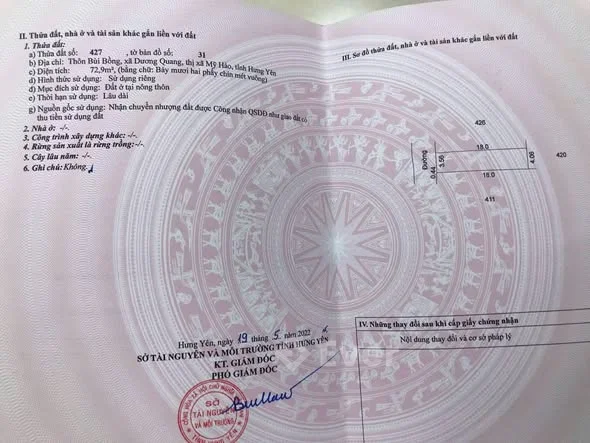 II. Thửa đất, nhà ở và tài sản khác gắn liền với đất
1. Thửa đất:
a) Thửa đất số: 427 , tờ bản đồ số: 31
b) Địa chỉ: Thôn Bùi Bồng, xã Dương Quang, thị xã Mỹ Hào, tỉnh Hưng Yên
c) Diện tích: 72,9m², (bằng chữ: Bảy mươi hai phẩy chín mét vuông)
d) Hình thức sử dụng: Sử dụng riêng
đ) Mục đích sử dụng: Đất ở tại nông thôn
e) Thời hạn sử dụng: Lâu dài
g) Nguồn gốc sử dụng: Nhận chuyển nhượng đất được Công nhận QSDĐ như giao đất có
thu tiền sử dụng đất
2. Nhà ở: -/-.
3. Công trình xây dựng khác: -/-.
4. Rừng sản xuất là rừng trồng: -/-.
5. Cây lâu năm: -/-.
6. Ghi chú: Không.
Hưng Yên, ngày 19 tháng 5 năm 2022
SỞ TÀI NGUYÊN VÀ MÔI TRƯỜNG TỈNH HƯNG YÊN
KT. GIÁM ĐỐC
PHÓ GIÁM ĐỐC
SỞ
TÀI NGUYÊN
VÀ MÔI TRƯỜNG
III. Sơ đồ thửa đất, nhà ở và tài sản khác gắn liền với đất
426
18.0
Đường
0.44
3.56
4.06
420
18.0
411
IV. Những thay đổi sau khi cấp giấy chứng nhận
Nội dung thay đổi và cơ sở pháp lý